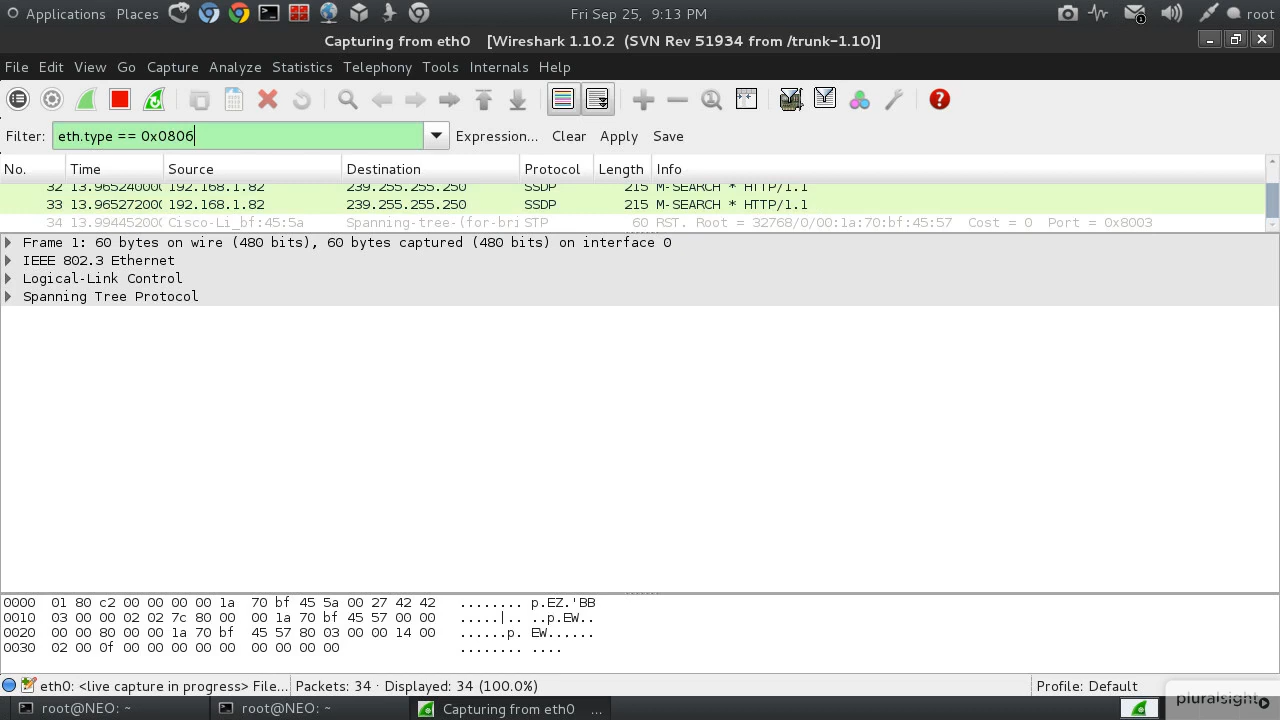 Applications Places Fri Sep 25, 9:13 PM 1 root
Capturing from eth0 [Wireshark 1.10.2 (SVN Rev 51934 from /trunk-1.10)]
File Edit View Go Capture Analyze Statistics Telephony Tools Internals Help
Filter: eth.type == 0x0806 Expression... Clear Apply Save
No. Time Source Destination Protocol Length Info
32 13.965240000 192.168.1.82 239.255.255.250 SSDP 215 M-SEARCH * HTTP/1.1
33 13.965272000 192.168.1.82 239.255.255.250 SSDP 215 M-SEARCH * HTTP/1.1
34 13.994452000 Cisco-Li_bf:45:5a Spanning-tree-(for-bri STP 60 RST. Root = 32768/0/00:1a:70:bf:45:57 Cost = 0 Port = 0x8003
Frame 1: 60 bytes on wire (480 bits), 60 bytes captured (480 bits) on interface 0
IEEE 802.3 Ethernet
Logical-Link Control
Spanning Tree Protocol
0000 01 80 c2 00 00 00 00 1a 70 bf 45 5a 00 27 42 42 ........ p.EZ.'BB
0010 03 00 00 02 02 7c 80 00 00 1a 70 bf 45 57 00 00 .....|.. ..p.EW..
0020 00 00 80 00 00 1a 70 bf 45 57 80 03 00 00 14 00 ......p. EW......
0030 02 00 0f 00 00 00 00 00 00 00 00 00 ........ ....
eth0: <live capture in progress> File... Packets: 34 · Displayed: 34 (100.0%) Profile: Default
root@NEO: ~ root@NEO: ~ Capturing from eth0 ... pluralsight